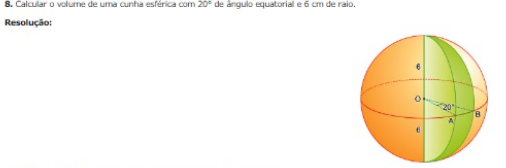 8. Calcular o volume de uma cunha esférica com 20° de ângulo equatorial e 6 cm de raio.
Resolução:
6
O
20°
B
A
6